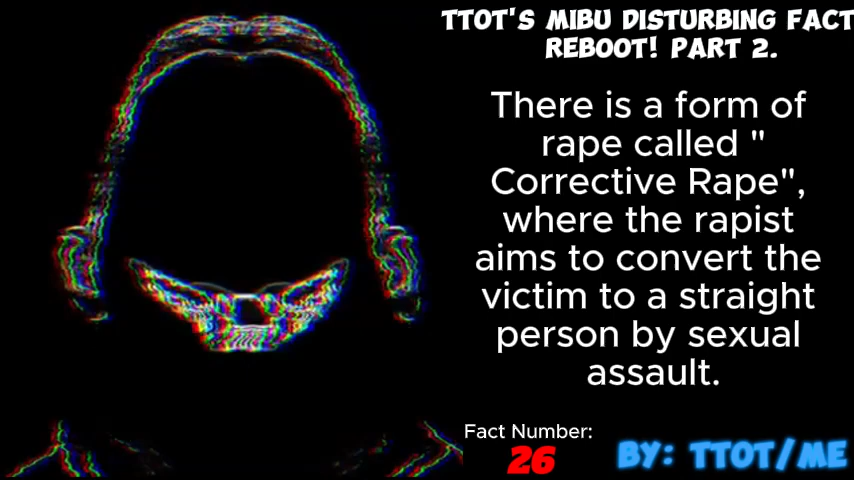 TTOT'S MIBU DISTURBING FACT
REBOOT! PART 2.
There is a form of
rape called "
Corrective Rape",
where the rapist
aims to convert the
victim to a straight
person by sexual
assault.
Fact Number:
26
BY: TTOT/ME